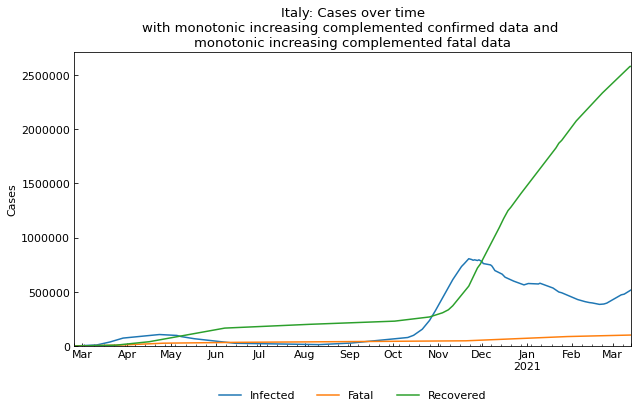 Italy: Cases over time
with monotonic increasing complemented confirmed data and
monotonic increasing complemented fatal data
2500000
2000000
1500000
1000000
500000
0
Cases
Mar Apr May Jun Jul Aug Sep Oct Nov Dec Jan Feb Mar
2021
Infected Fatal Recovered